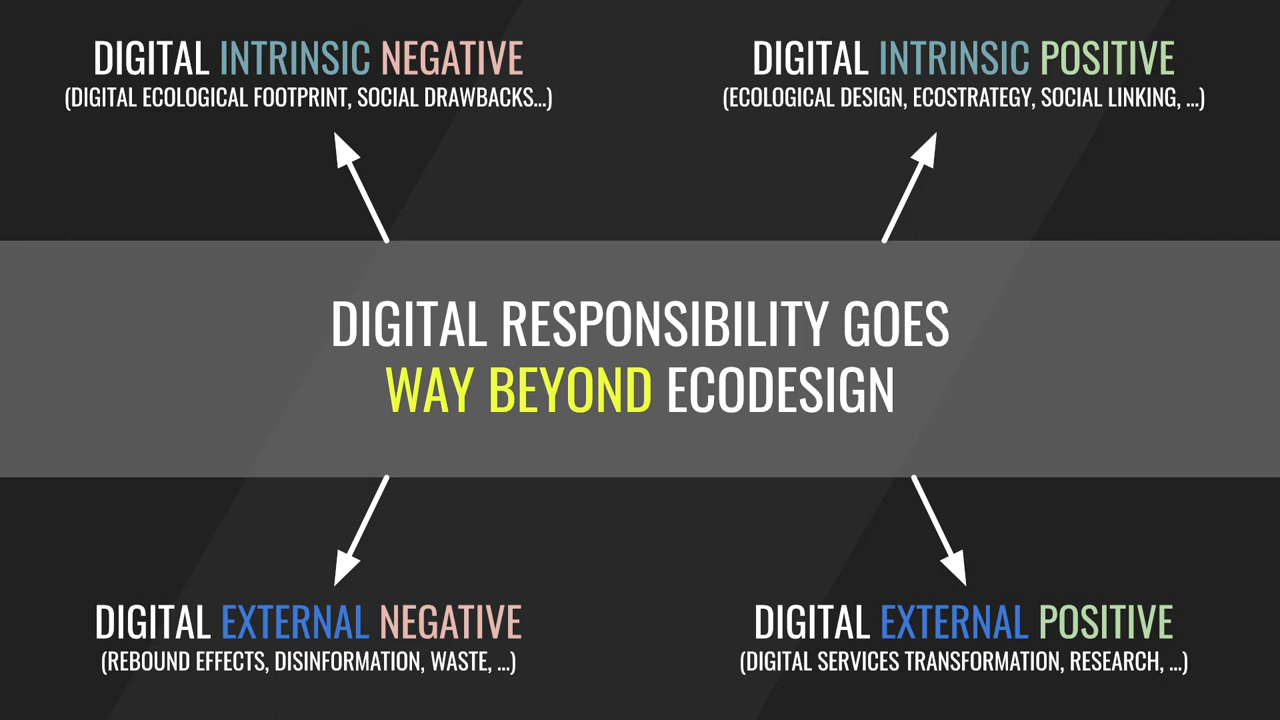 DIGITAL INTRINSIC NEGATIVE
(DIGITAL ECOLOGICAL FOOTPRINT, SOCIAL DRAWBACKS...)
DIGITAL INTRINSIC POSITIVE
(ECOLOGICAL DESIGN, ECOSTRATEGY, SOCIAL LINKING, ...)
DIGITAL RESPONSIBILITY GOES
WAY BEYOND ECODESIGN
DIGITAL EXTERNAL NEGATIVE
(REBOUND EFFECTS, DISINFORMATION, WASTE, ...)
DIGITAL EXTERNAL POSITIVE
(DIGITAL SERVICES TRANSFORMATION, RESEARCH, ...)